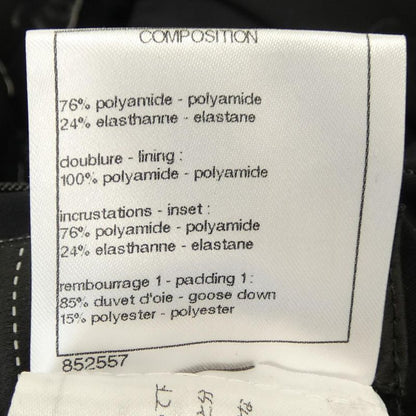 COMPOSITION
76% polyamide - polyamide
24% elasthanne - elastane
doublure - lining :
100% polyamide - polyamide
incrustations - inset :
76% polyamide - polyamide
24% elasthanne - elastane
rembourrage 1 - padding 1 :
85% duvet d'oie - goose down
15% polyester - polyester
852557